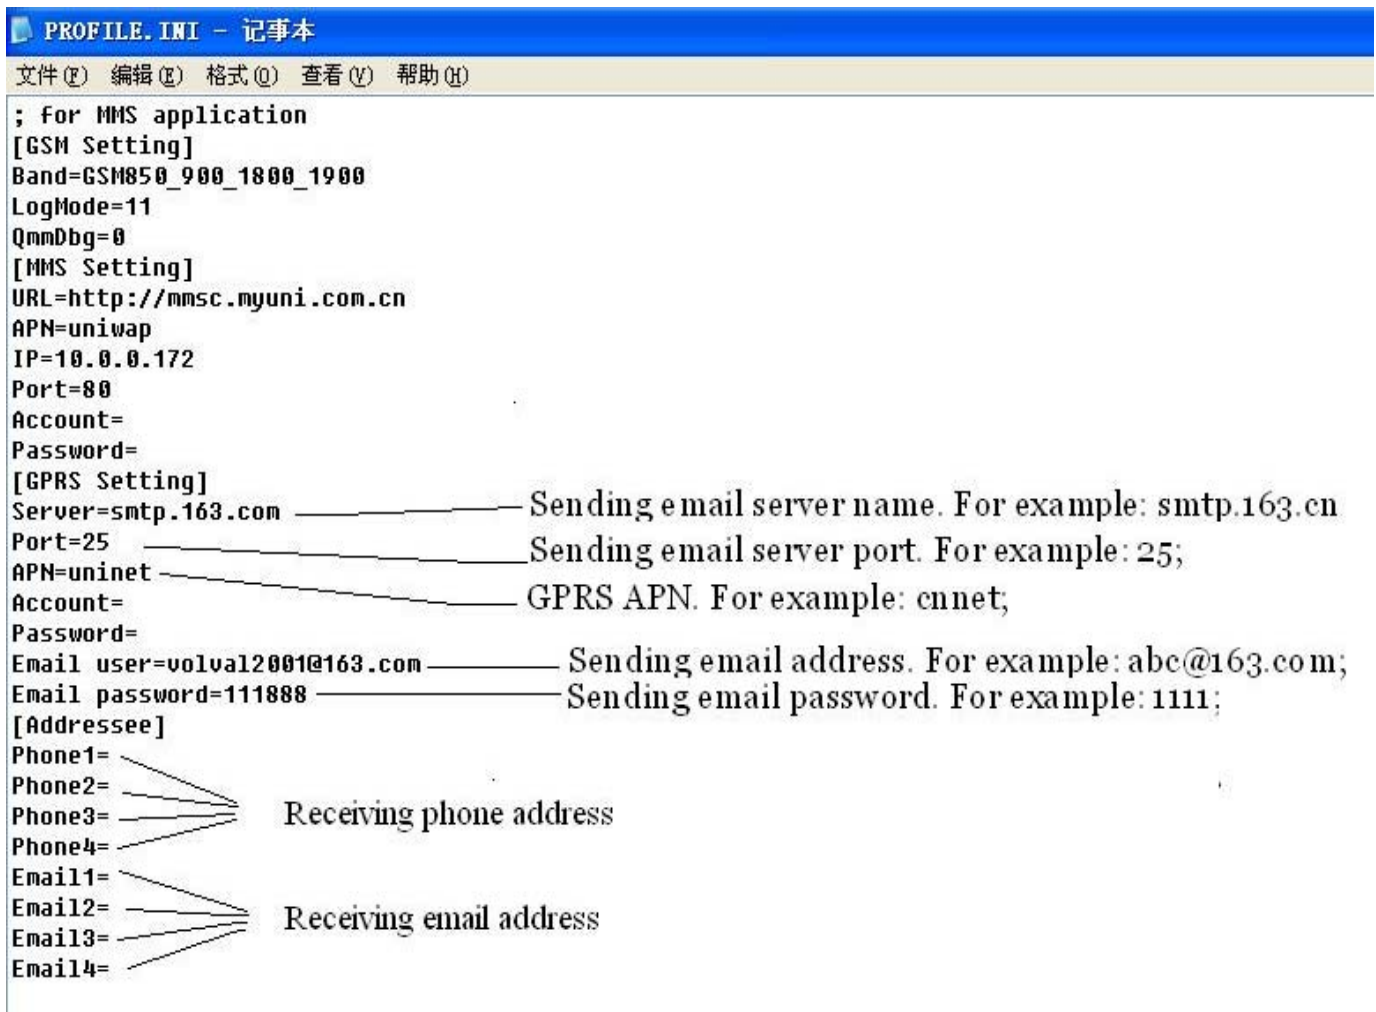 PROFILE.INI - 记事本
文件(F) 编辑(E) 格式(O) 查看(V) 帮助(H)
; for MMS application
[GSM Setting]
Band=GSM850_900_1800_1900
LogMode=11
QmmDbg=0
[MMS Setting]
URL=http://mmsc.myuni.com.cn
APN=uniwap
IP=10.0.0.172
Port=80
Account=
Password=
[GPRS Setting]
Server=smtp.163.com Sending email server name. For example: smtp.163.cn
Port=25 Sending email server port. For example: 25;
APN=uninet GPRS APN. For example: cnnet;
Account=
Password=
Email user=volval2001@163.com Sending email address. For example: abc@163.com;
Email password=111888 Sending email password. For example: 1111;
[Addressee]
Phone1=
Phone2=
Phone3= Receiving phone address
Phone4=
Email1=
Email2= Receiving email address
Email3=
Email4=